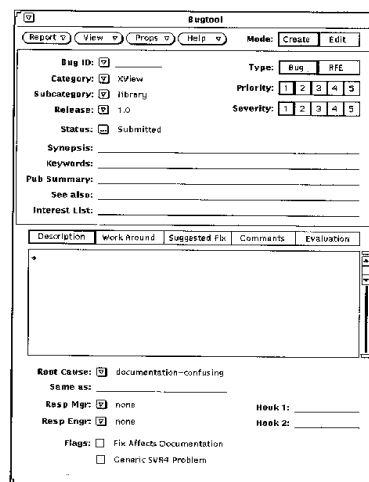 Bugtool
Report View Props Help Mode: Create Edit
Bug ID: Type: Bug RFE
Category: XView
Subcategory: library Priority: 1 2 3 4 5
Release: 1.0 Severity: 1 2 3 4 5
Status: Submitted
Synopsis:
Keywords:
Pub Summary:
See also:
Interest List:
Description Work Around Suggested Fix Comments Evaluation
Root Cause: documentation-confusing
Same as:
Resp Mgr: none Hook 1:
Resp Engr: none Hook 2:
Flags: Fix Affects Documentation
Generic SVR4 Problem